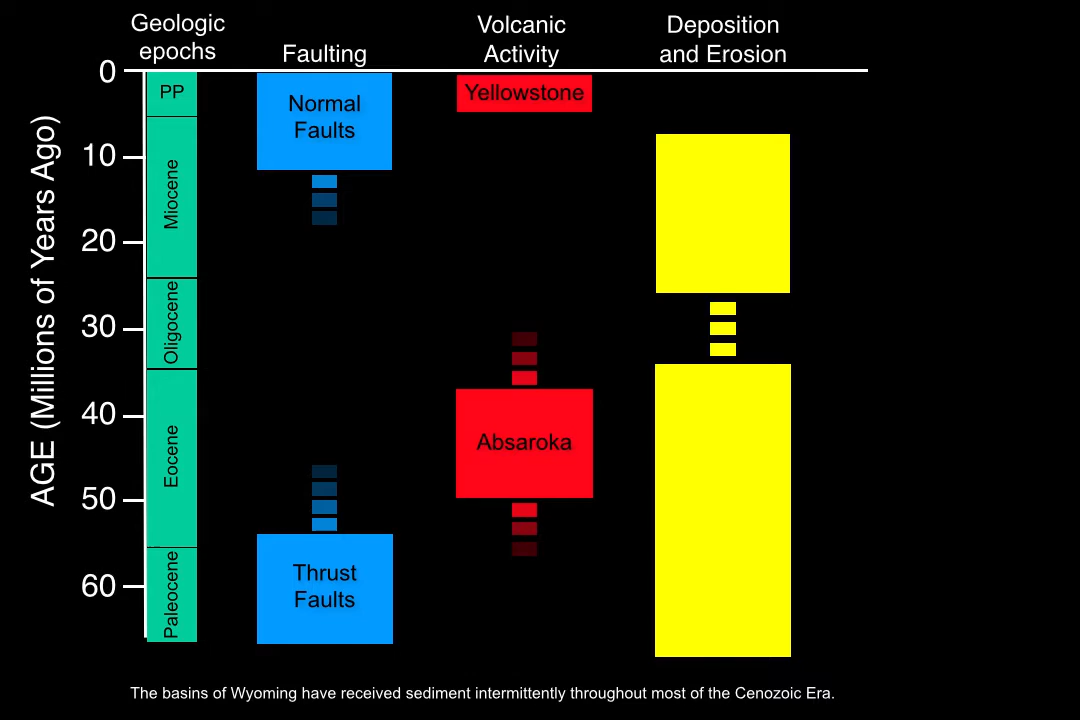 Geologic
epochs
Faulting
Volcanic
Activity
Deposition
and Erosion
AGE (Millions of Years Ago)
0
10
20
30
40
50
60
PP
Miocene
Oligocene
Eocene
Paleocene
Normal
Faults
Thrust
Faults
Yellowstone
Absaroka
The basins of Wyoming have received sediment intermittently throughout most of the Cenozoic Era.